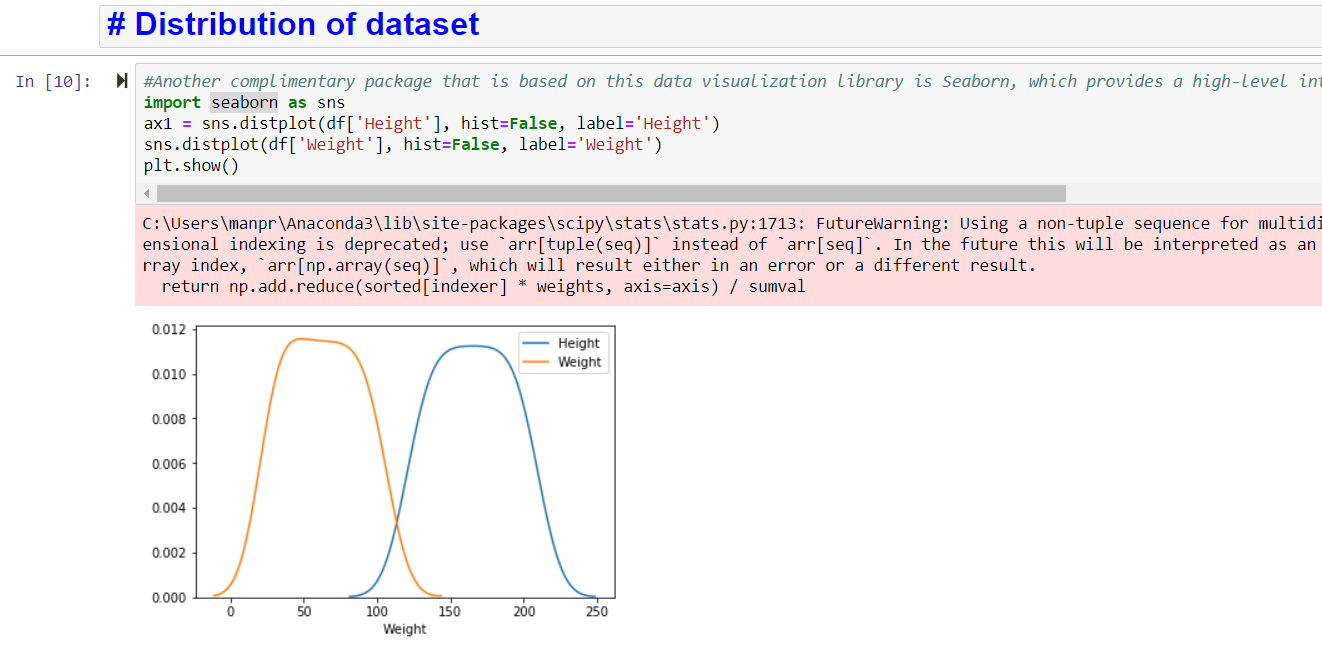 # Distribution of dataset
In [10]:
#Another complimentary package that is based on this data visualization library is Seaborn, which provides a high-level
import seaborn as sns
ax1 = sns.distplot(df['Height'], hist=False, label='Height')
sns.distplot(df['Weight'], hist=False, label='Weight')
plt.show()
C:\Users\manpr\Anaconda3\lib\site-packages\scipy\stats\stats.py:1713: FutureWarning: Using a non-tuple sequence for
ensional indexing is deprecated; use `arr[tuple(seq)]` instead of `arr[seq]`. In the future this will be interpreted as an
rray index, `arr[np.array(seq)]`, which will result either in an error or a different result.
return np.add.reduce(sorted[indexer] * weights, axis=axis) / sumval
0.012
Height
Weight
0.010
0.008
0.006
0.004
0.002
0.000
0 50 100 150 200 250
Weight